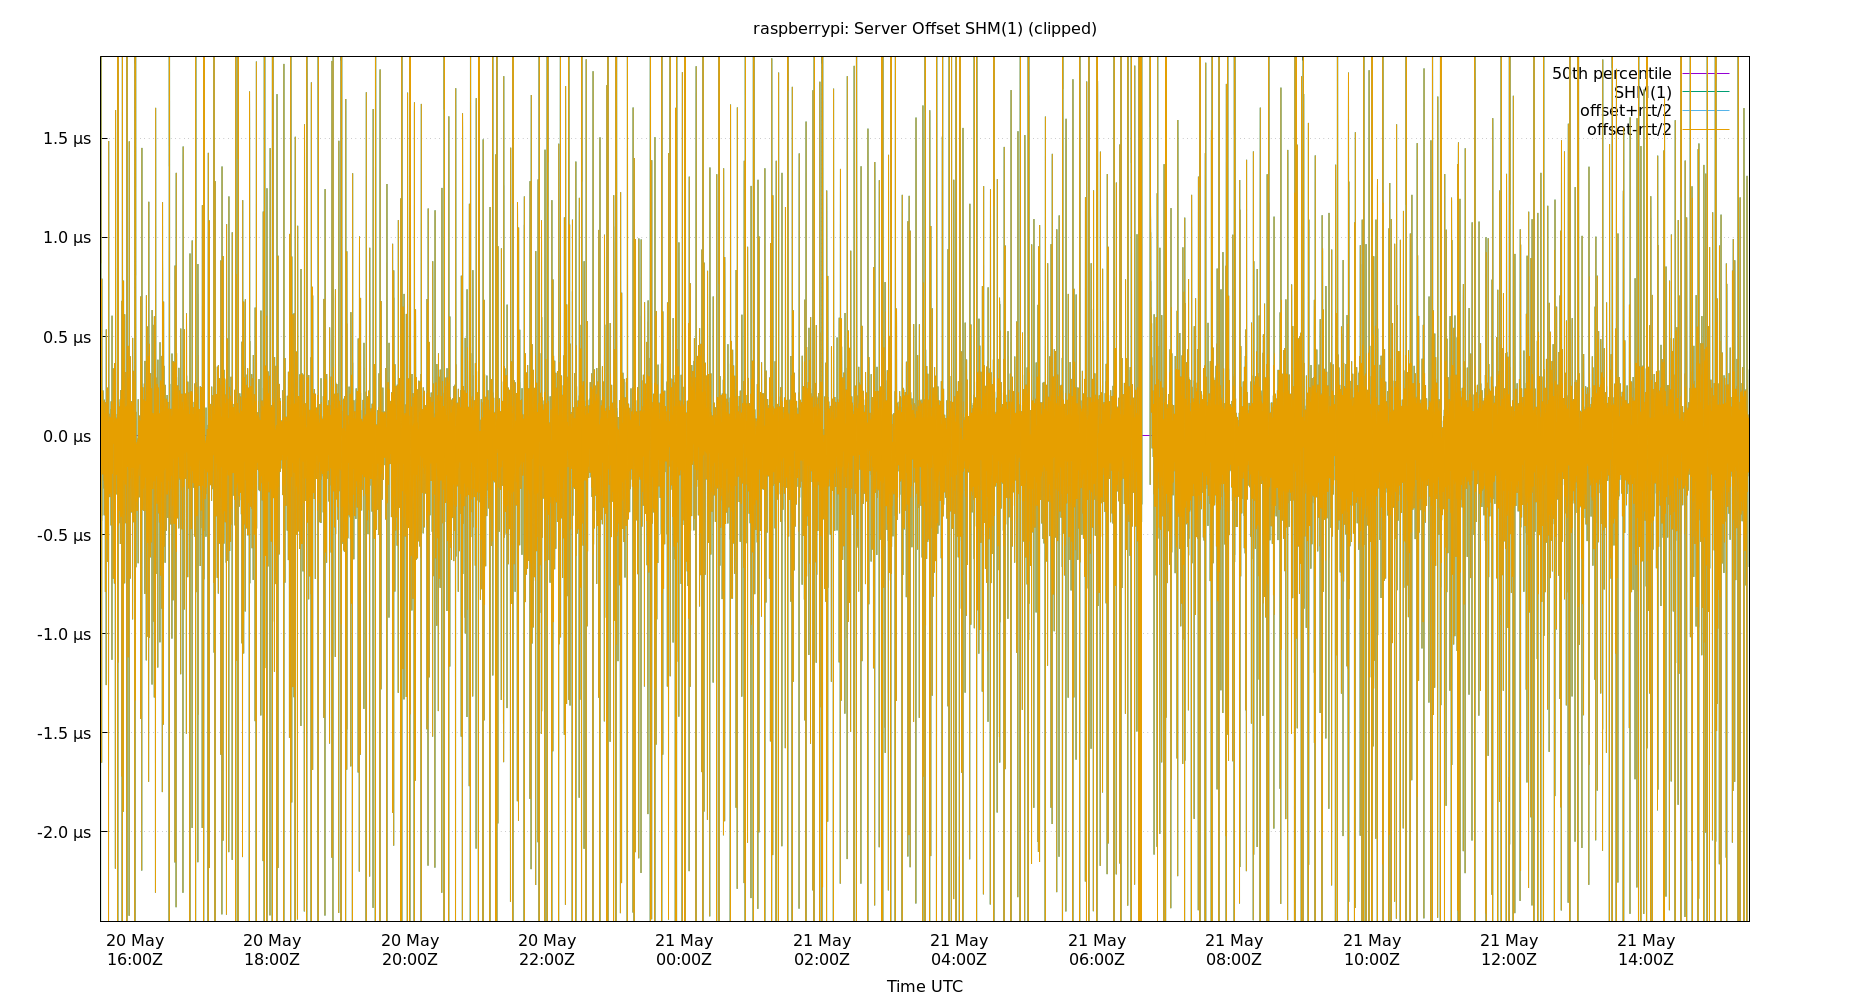 raspberrypi: Server Offset SHM(1) (clipped)
50th percentile
SHM(1)
offset+rtt/2
offset-rtt/2
1.5 µs
1.0 µs
0.5 µs
0.0 µs
-0.5 µs
-1.0 µs
-1.5 µs
-2.0 µs
20 May 20 May 20 May 20 May 21 May 21 May 21 May 21 May 21 May 21 May 21 May 21 May
16:00Z 18:00Z 20:00Z 22:00Z 00:00Z 02:00Z 04:00Z 06:00Z 08:00Z 10:00Z 12:00Z 14:00Z
Time UTC